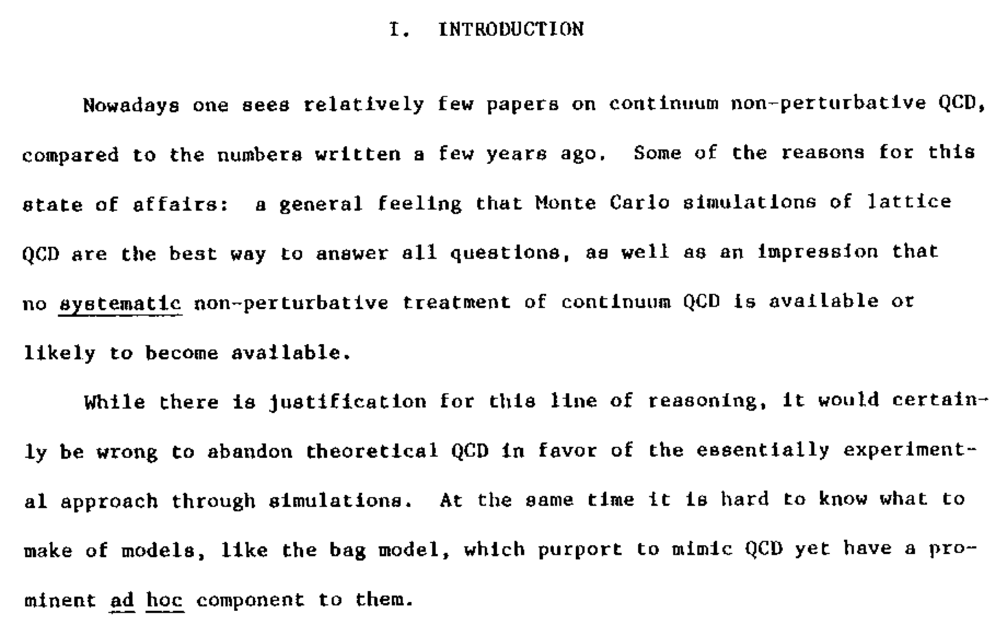 I. INTRODUCTION
Nowadays one sees relatively few papers on continuum non-perturbative QCD,
compared to the numbers written a few years ago. Some of the reasons for this
state of affairs: a general feeling that Monte Carlo simulations of lattice
QCD are the best way to answer all questions, as well as an impression that
no systematic non-perturbative treatment of continuum QCD is available or
likely to become available.
While there is justification for this line of reasoning, it would certain-
ly be wrong to abandon theoretical QCD in favor of the essentially experiment-
al approach through simulations. At the same time it is hard to know what to
make of models, like the bag model, which purport to mimic QCD yet have a pro-
minent ad hoc component to them.